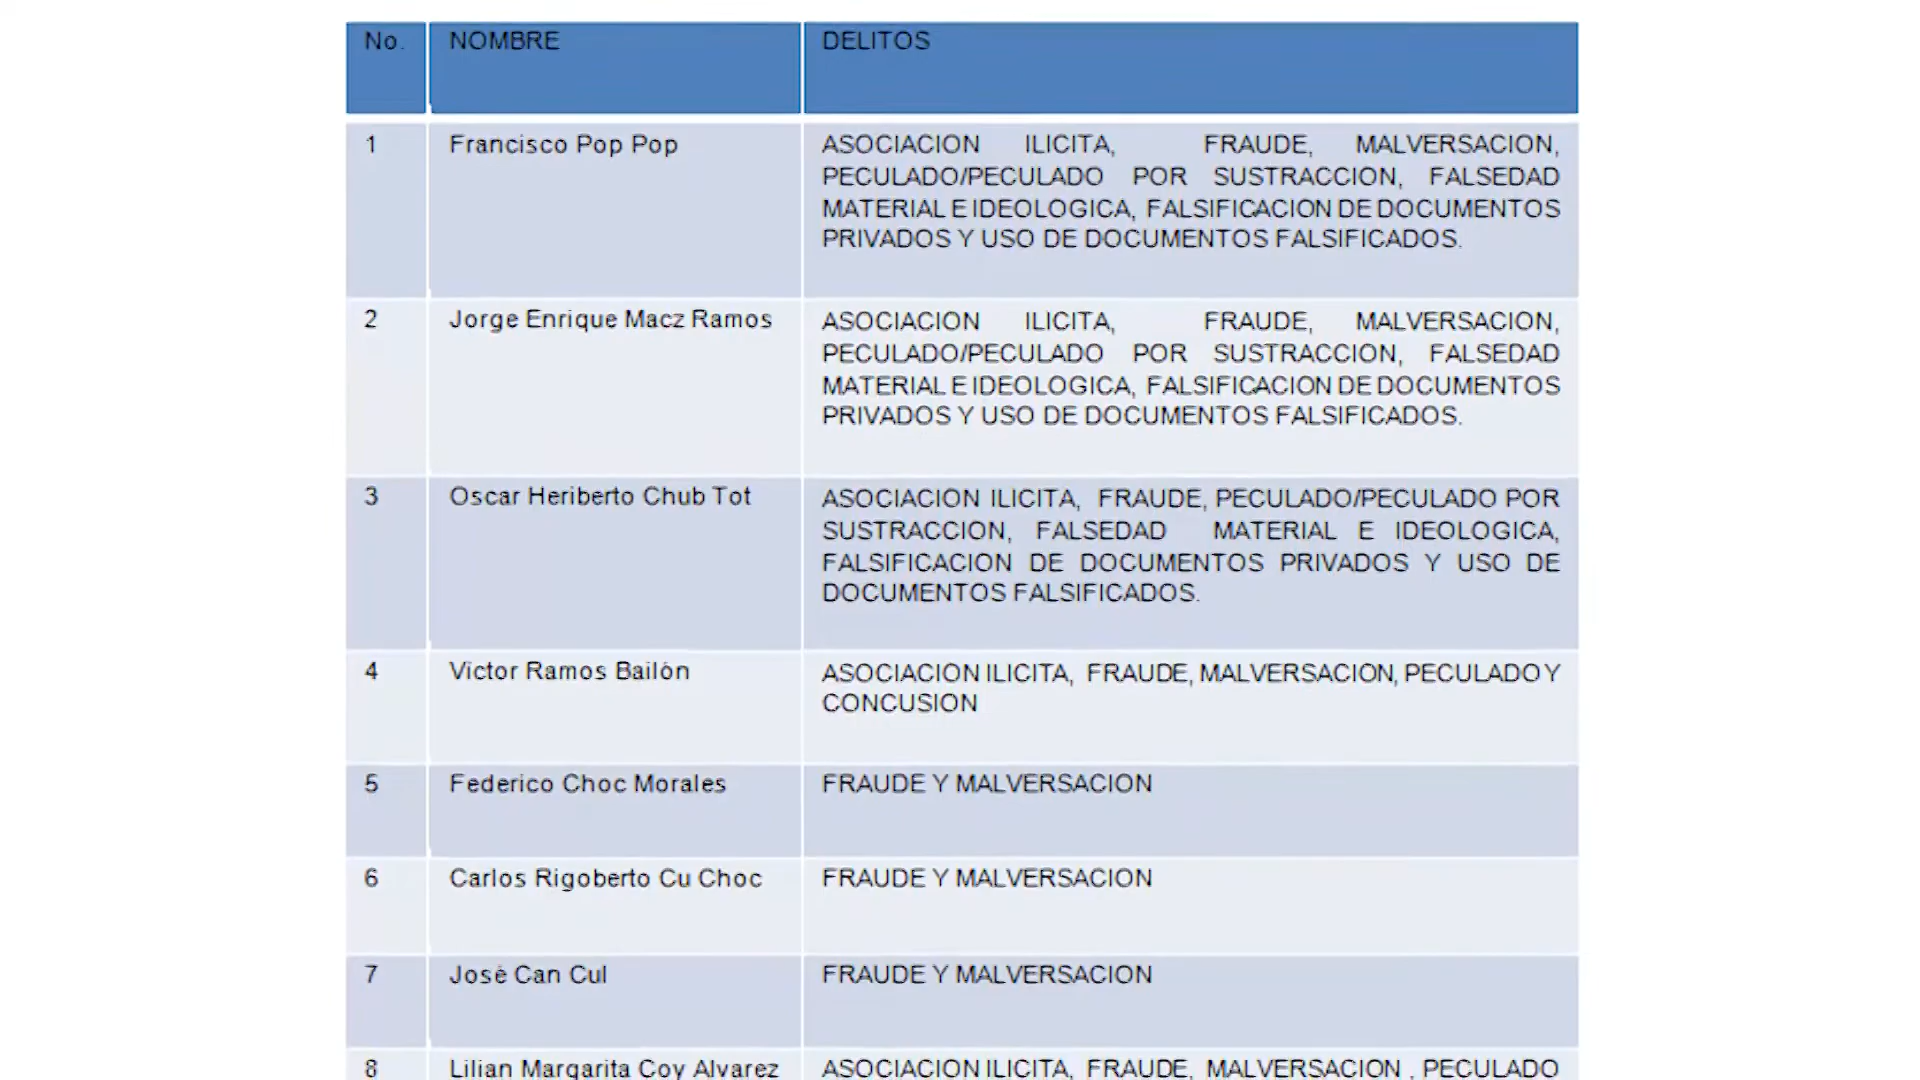 No. NOMBRE DELITOS
1 Francisco Pop Pop ASOCIACION ILICITA, FRAUDE, MALVERSACION,
PECULADO/PECULADO POR SUSTRACCION, FALSEDAD
MATERIAL E IDEOLOGICA, FALSIFICACION DE DOCUMENTOS
PRIVADOS Y USO DE DOCUMENTOS FALSIFICADOS.
2 Jorge Enrique Macz Ramos ASOCIACION ILICITA, FRAUDE, MALVERSACION,
PECULADO/PECULADO POR SUSTRACCION, FALSEDAD
MATERIAL E IDEOLOGICA, FALSIFICACION DE DOCUMENTOS
PRIVADOS Y USO DE DOCUMENTOS FALSIFICADOS.
3 Oscar Heriberto Chub Tot ASOCIACION ILICITA, FRAUDE, PECULADO/PECULADO POR
SUSTRACCION, FALSEDAD MATERIAL E IDEOLOGICA,
FALSIFICACION DE DOCUMENTOS PRIVADOS Y USO DE
DOCUMENTOS FALSIFICADOS.
4 Víctor Ramos Bailón ASOCIACION ILICITA, FRAUDE, MALVERSACION, PECULADO Y
CONCUSION
5 Federico Choc Morales FRAUDE Y MALVERSACION
6 Carlos Rigoberto Cu Choc FRAUDE Y MALVERSACION
7 José Can Cul FRAUDE Y MALVERSACION
8 Lilian Margarita Coy Alvarez ASOCIACION ILICITA, FRAUDE, MALVERSACION , PECULADO